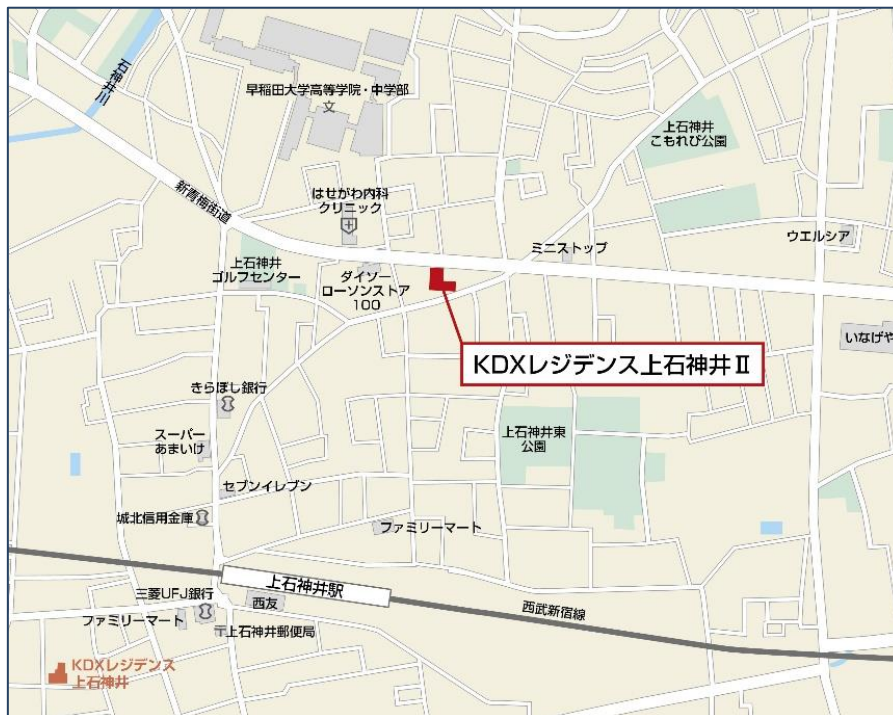 石神井川
早稲田大学高等学院・中学部
文
上石神井
こもれび公園
新青梅街道
はせがわ内科
クリニック
ウエルシア
ミニストップ
上石神井
ゴルフセンター
ダイソー
ローソンストア
100
いなげや
KDXレジデンス上石神井Ⅱ
きらぼし銀行
上石神井東
公園
スーパー
あまいけ
セブンイレブン
城北信用金庫
ファミリーマート
上石神井駅
三菱UFJ銀行
西友
西武新宿線
ファミリーマート
〒上石神井郵便局
KDXレジデンス
上石神井